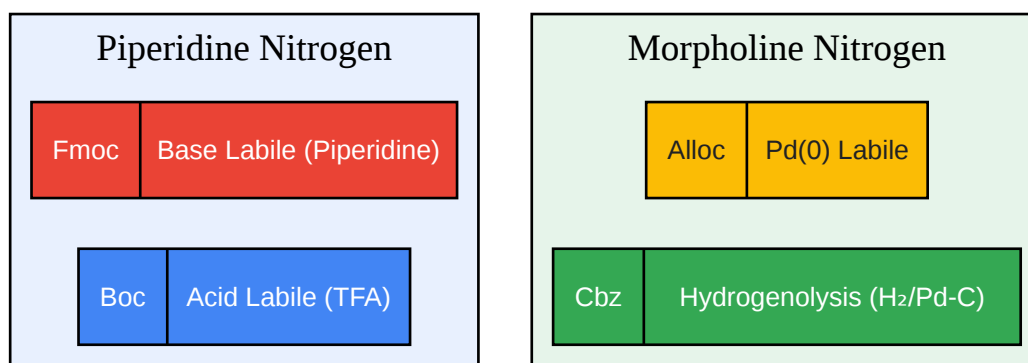 Piperidine Nitrogen
Fmoc Base Labile (Piperidine)
Boc Acid Labile (TFA)
Morpholine Nitrogen
Alloc Pd(0) Labile
Cbz Hydrogenolysis (H₂/Pd-C)